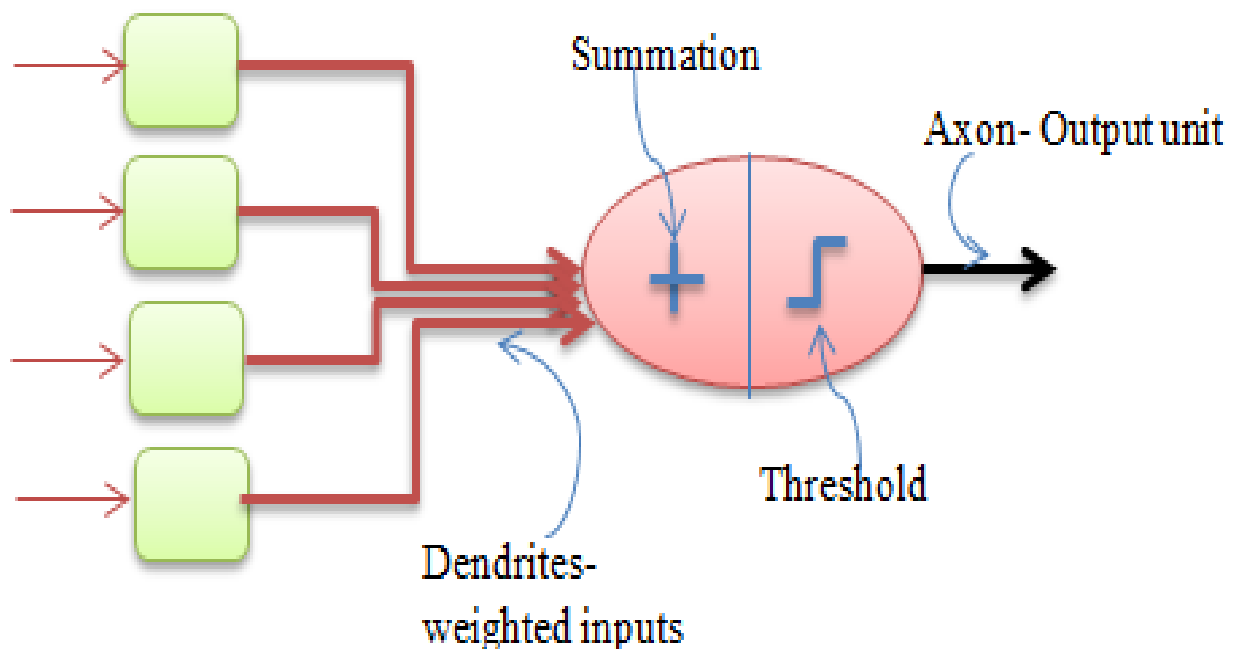 Summation
Axon- Output unit
Threshold
Dendrites-
weighted inputs